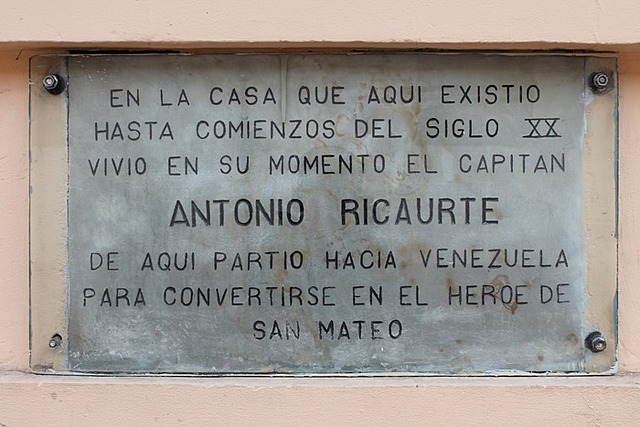 EN LA CASA QUE AQUI EXISTIO
HASTA COMIENZOS DEL SIGLO XX
VIVIO EN SU MOMENTO EL CAPITAN
ANTONIO RICAURTE
DE AQUI PARTIO HACIA VENEZUELA
PARA CONVERTIRSE EN EL HEROE DE
SAN MATEO